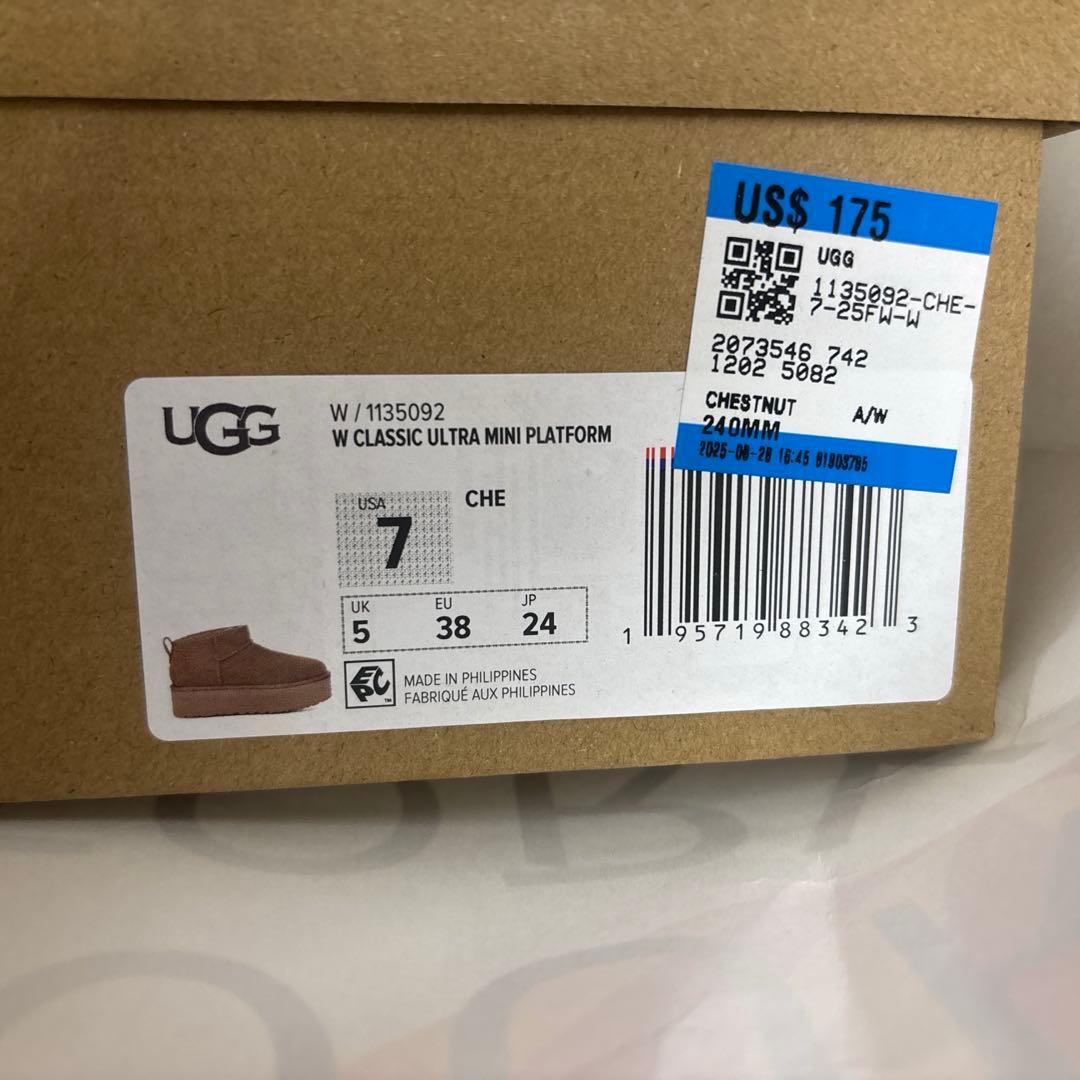 US$ 175
UGG
1135092-CHE-
7-25FW-W
2073546 742
1202 5082
CHESTNUT A/W
240MM
UGG
W / 1135092
W CLASSIC ULTRA MINI PLATFORM
USA
7
CHE
UK EU JP
5 38 24
1 95719 88342 3
EPC™
MADE IN PHILIPPINES
FABRIQUÉ AUX PHILIPPINES